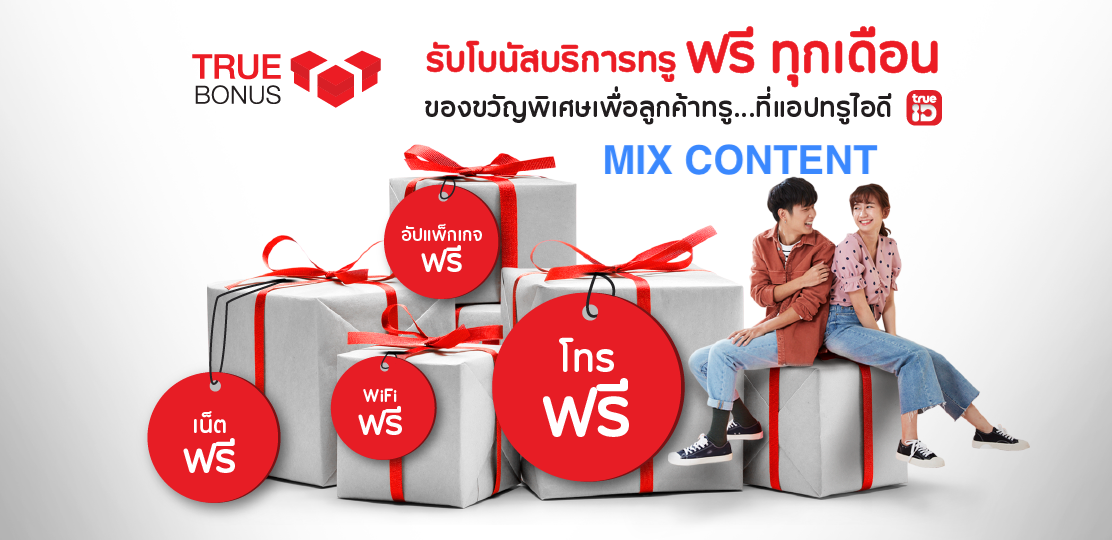 TRUE
BONUS
รับโบนัสบริการทรู ฟรี ทุกเดือน
ของขวัญพิเศษเพื่อลูกค้าทรู...ที่แอปทรูไอดี
true
iD
MIX CONTENT
อัปแพ็กเกจ
ฟรี
โทร
ฟรี
WiFi
ฟรี
เน็ต
ฟรี